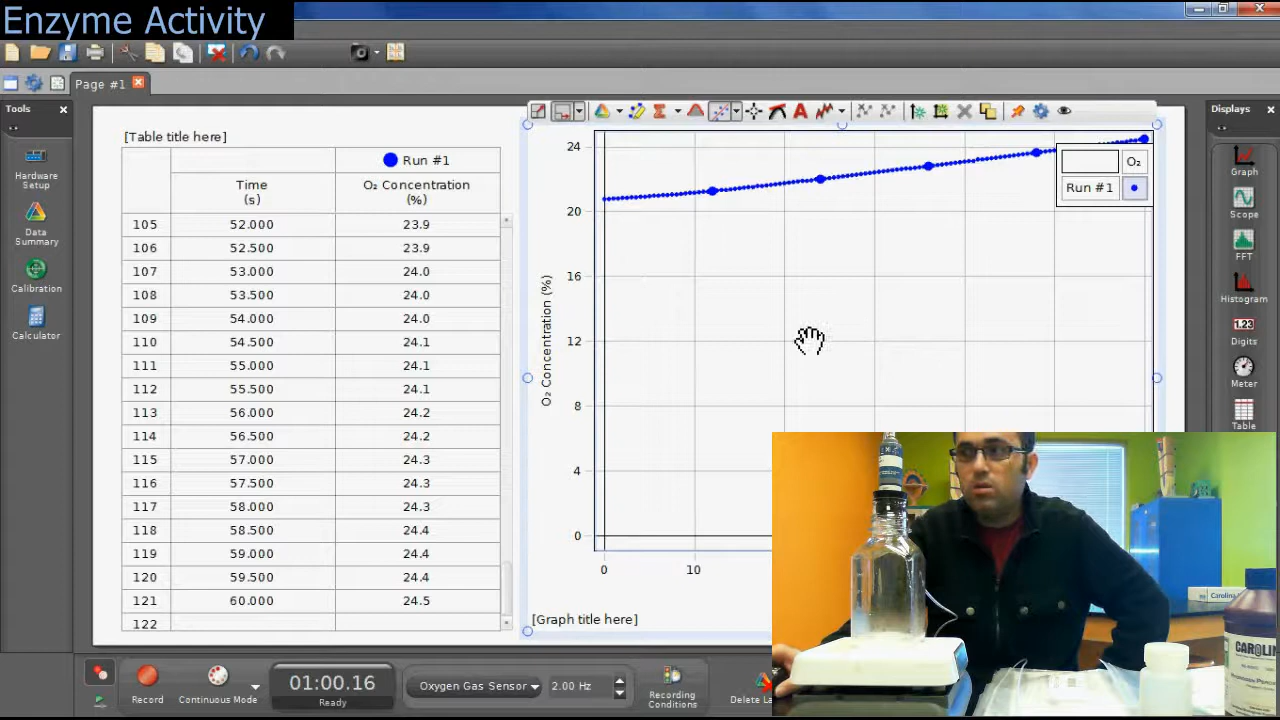 Enzyme Activity
Page #1
Tools
Hardware
Setup
Data
Summary
Calibration
Calculator
[Table title here]
Run #1
Time
(s)
O₂ Concentration
(%)
105 52.000 23.9
106 52.500 23.9
107 53.000 24.0
108 53.500 24.0
109 54.000 24.0
110 54.500 24.1
111 55.000 24.1
112 55.500 24.1
113 56.000 24.2
114 56.500 24.2
115 57.000 24.3
116 57.500 24.3
117 58.000 24.3
118 58.500 24.4
119 59.000 24.4
120 59.500 24.4
121 60.000 24.5
122
O₂ Concentration (%)
24
20
16
12
8
4
0
0 10
O₂
Run #1
[Graph title here]
Displays
Graph
Scope
FFT
Histogram
1.23
Digits
Meter
Table
Record
Continuous Mode
01:00.16
Ready
Oxygen Gas Sensor
2.00 Hz
Recording
Conditions
Delete La
Carolina
CAROLIN